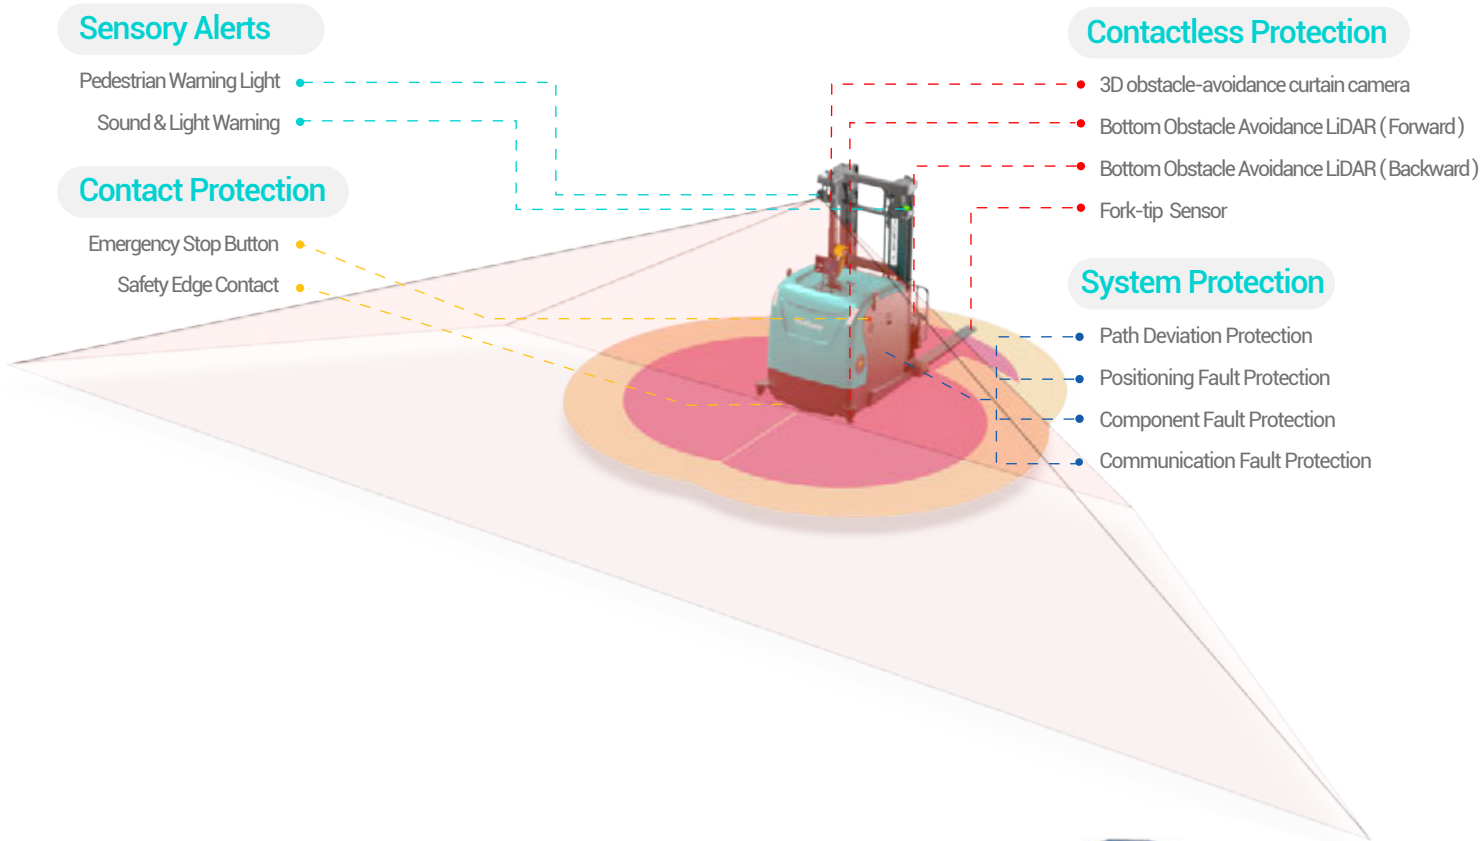 Sensory Alerts
Pedestrian Warning Light
Sound & Light Warning
Contact Protection
Emergency Stop Button
Safety Edge Contact
Contactless Protection
3D obstacle-avoidance curtain camera
Bottom Obstacle Avoidance LiDAR ( Forward )
Bottom Obstacle Avoidance LiDAR ( Backward )
Fork-tip Sensor
System Protection
Path Deviation Protection
Positioning Fault Protection
Component Fault Protection
Communication Fault Protection